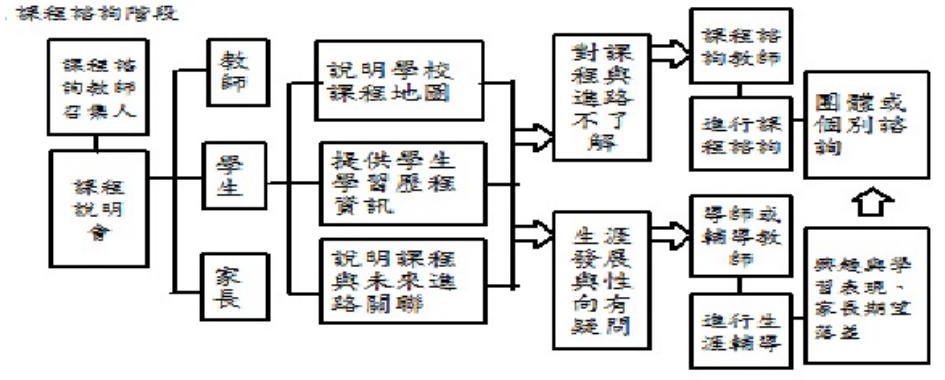 課程諮詢階段
課程諮
詢教師
召集人
課程
說明
會
教
師
學
生
家
長
說明學校
課程地圖
提供學生
學習歷程
資訊
說明課程
與未來進
路關聯
對課
程與
進路
不了
解
生涯
發展
與性
向有
疑問
課程諮
詢教師
進行課
程諮詢
導師或
輔導教
師
進行生
涯輔導
團體或
個別諮
詢
興趣與學
習表現、
家長期望
落差